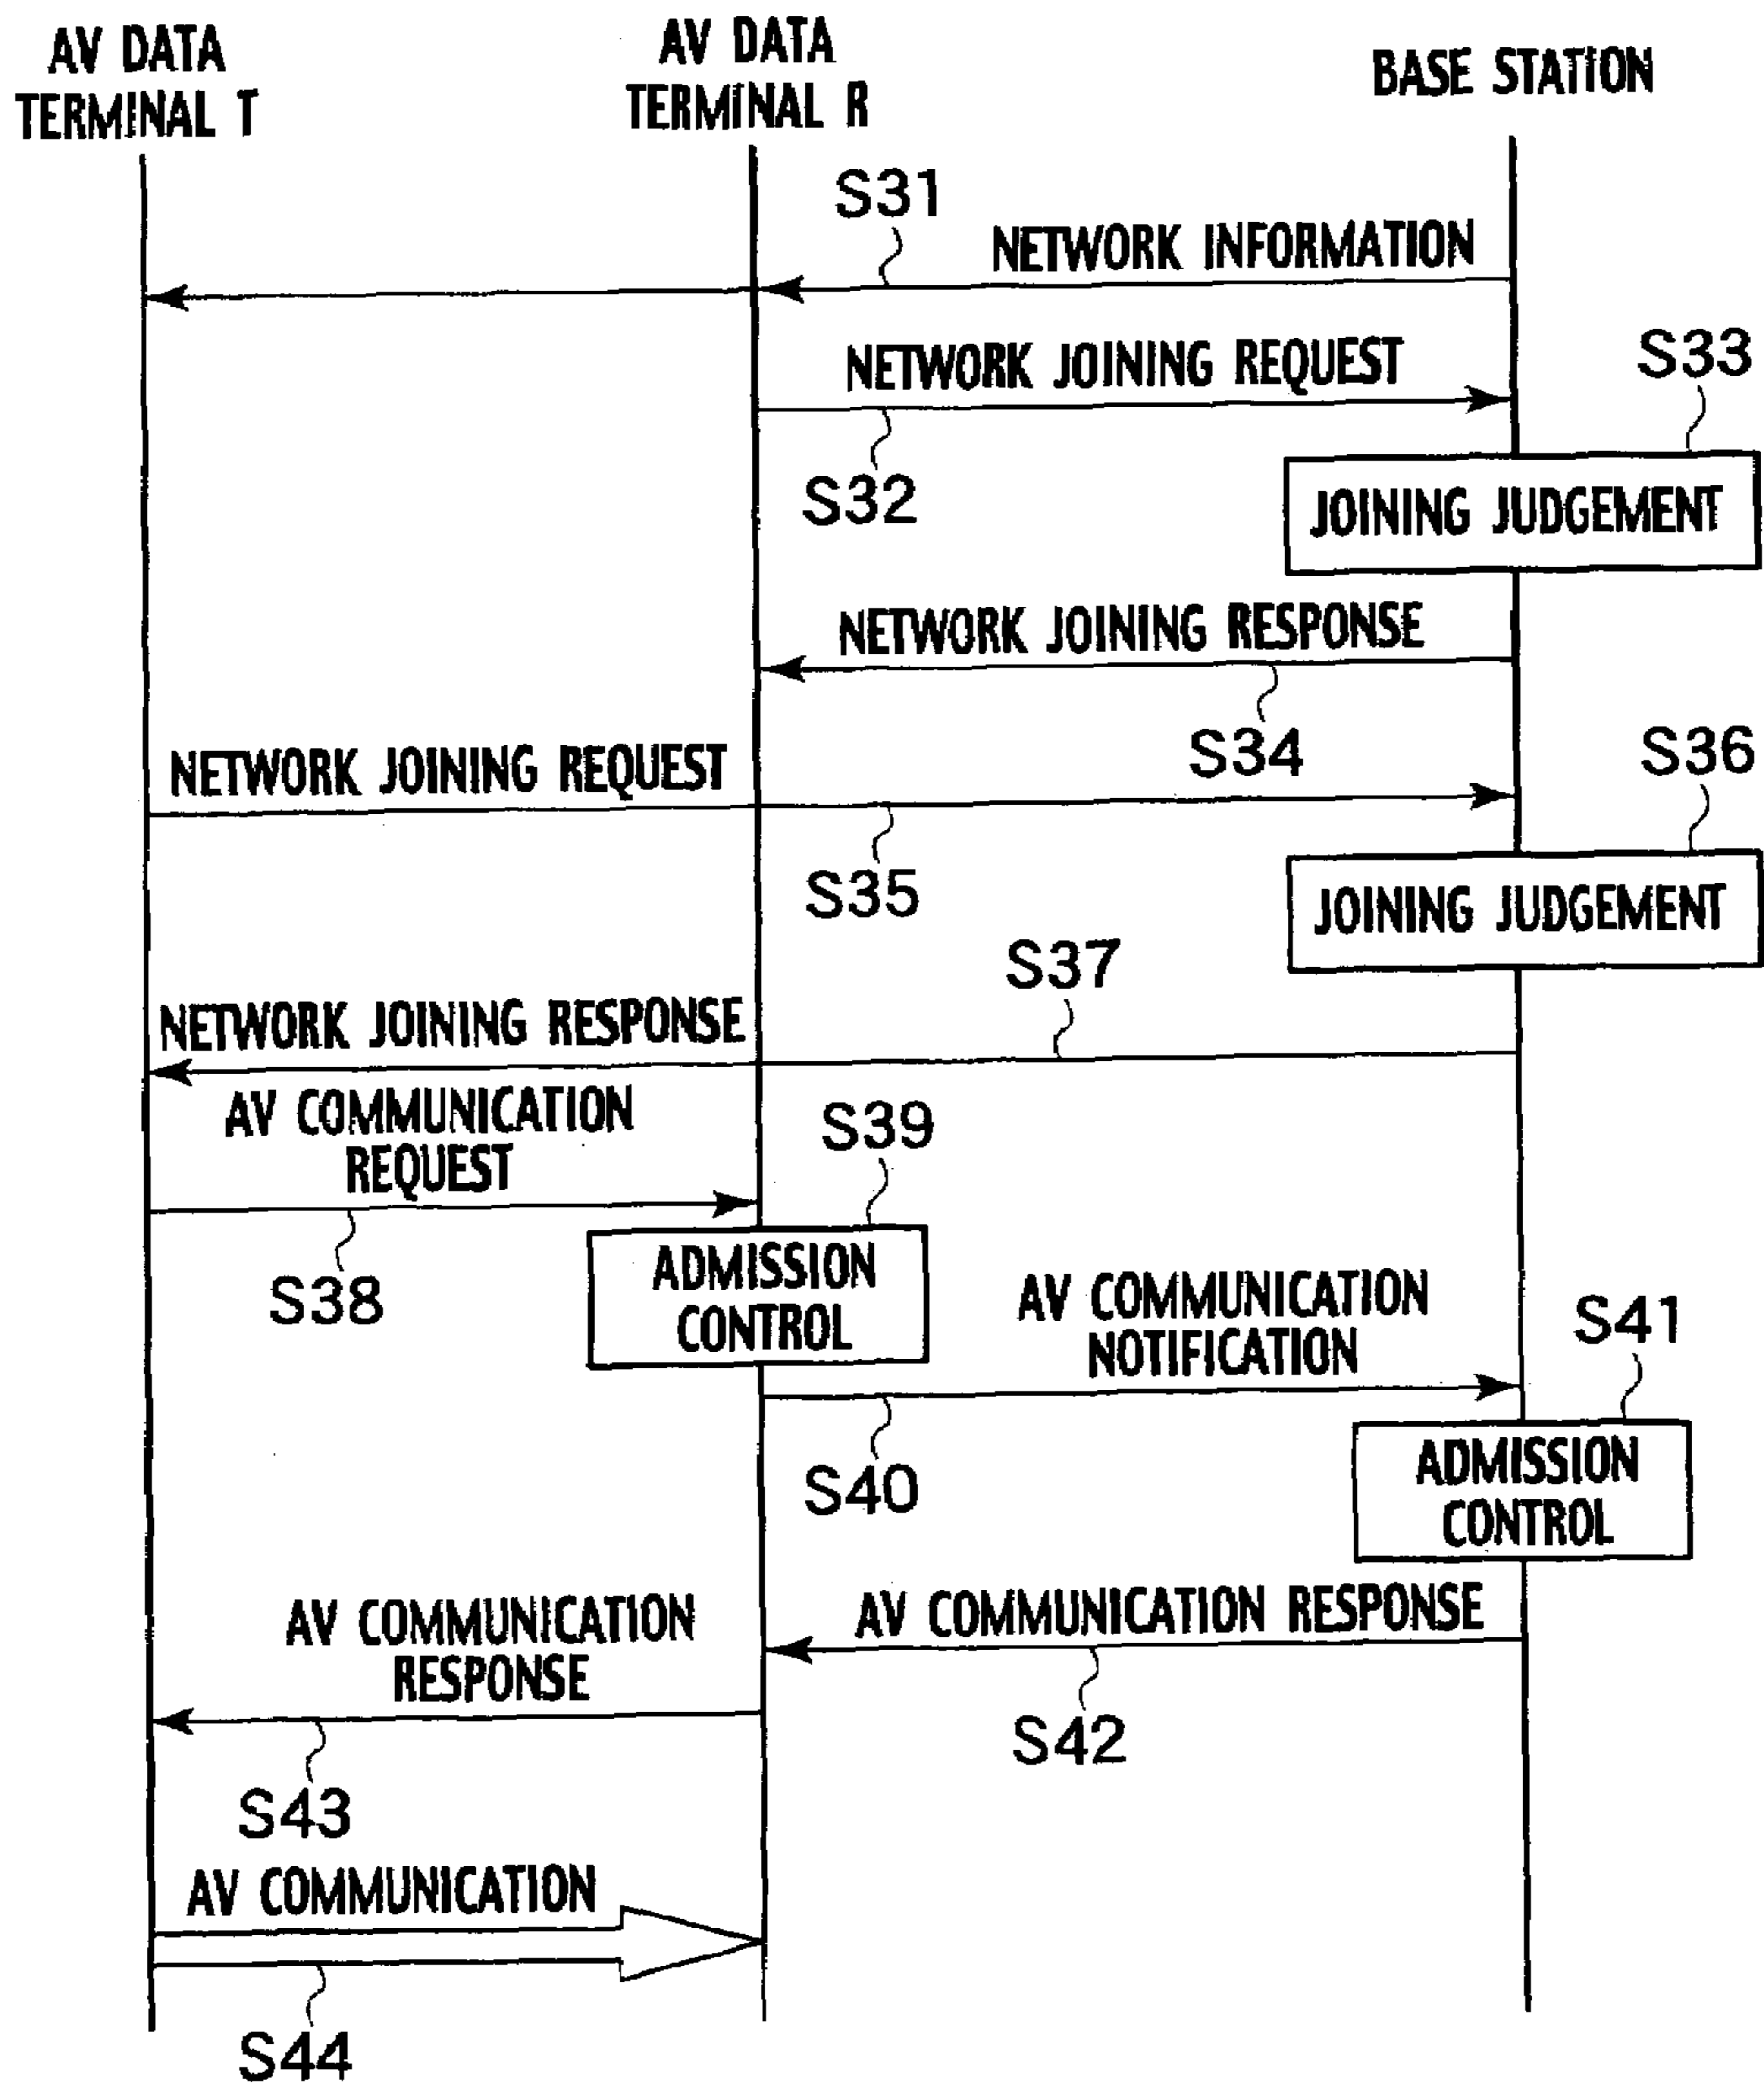 AV DATA
TERMINAL T
AV DATA
TERMINAL R
BASE STATION
S31
NETWORK INFORMATION
NETWORK JOINING REQUEST
S33
S32
JOINING JUDGEMENT
NETWORK JOINING RESPONSE
S34
S36
NETWORK JOINING REQUEST
S35
JOINING JUDGEMENT
S37
NETWORK JOINING RESPONSE
AV COMMUNICATION
REQUEST
S39
S38
ADMISSION
CONTROL
AV COMMUNICATION
NOTIFICATION
S41
S40
ADMISSION
CONTROL
AV COMMUNICATION RESPONSE
AV COMMUNICATION
RESPONSE
S42
S43
AV COMMUNICATION
S44